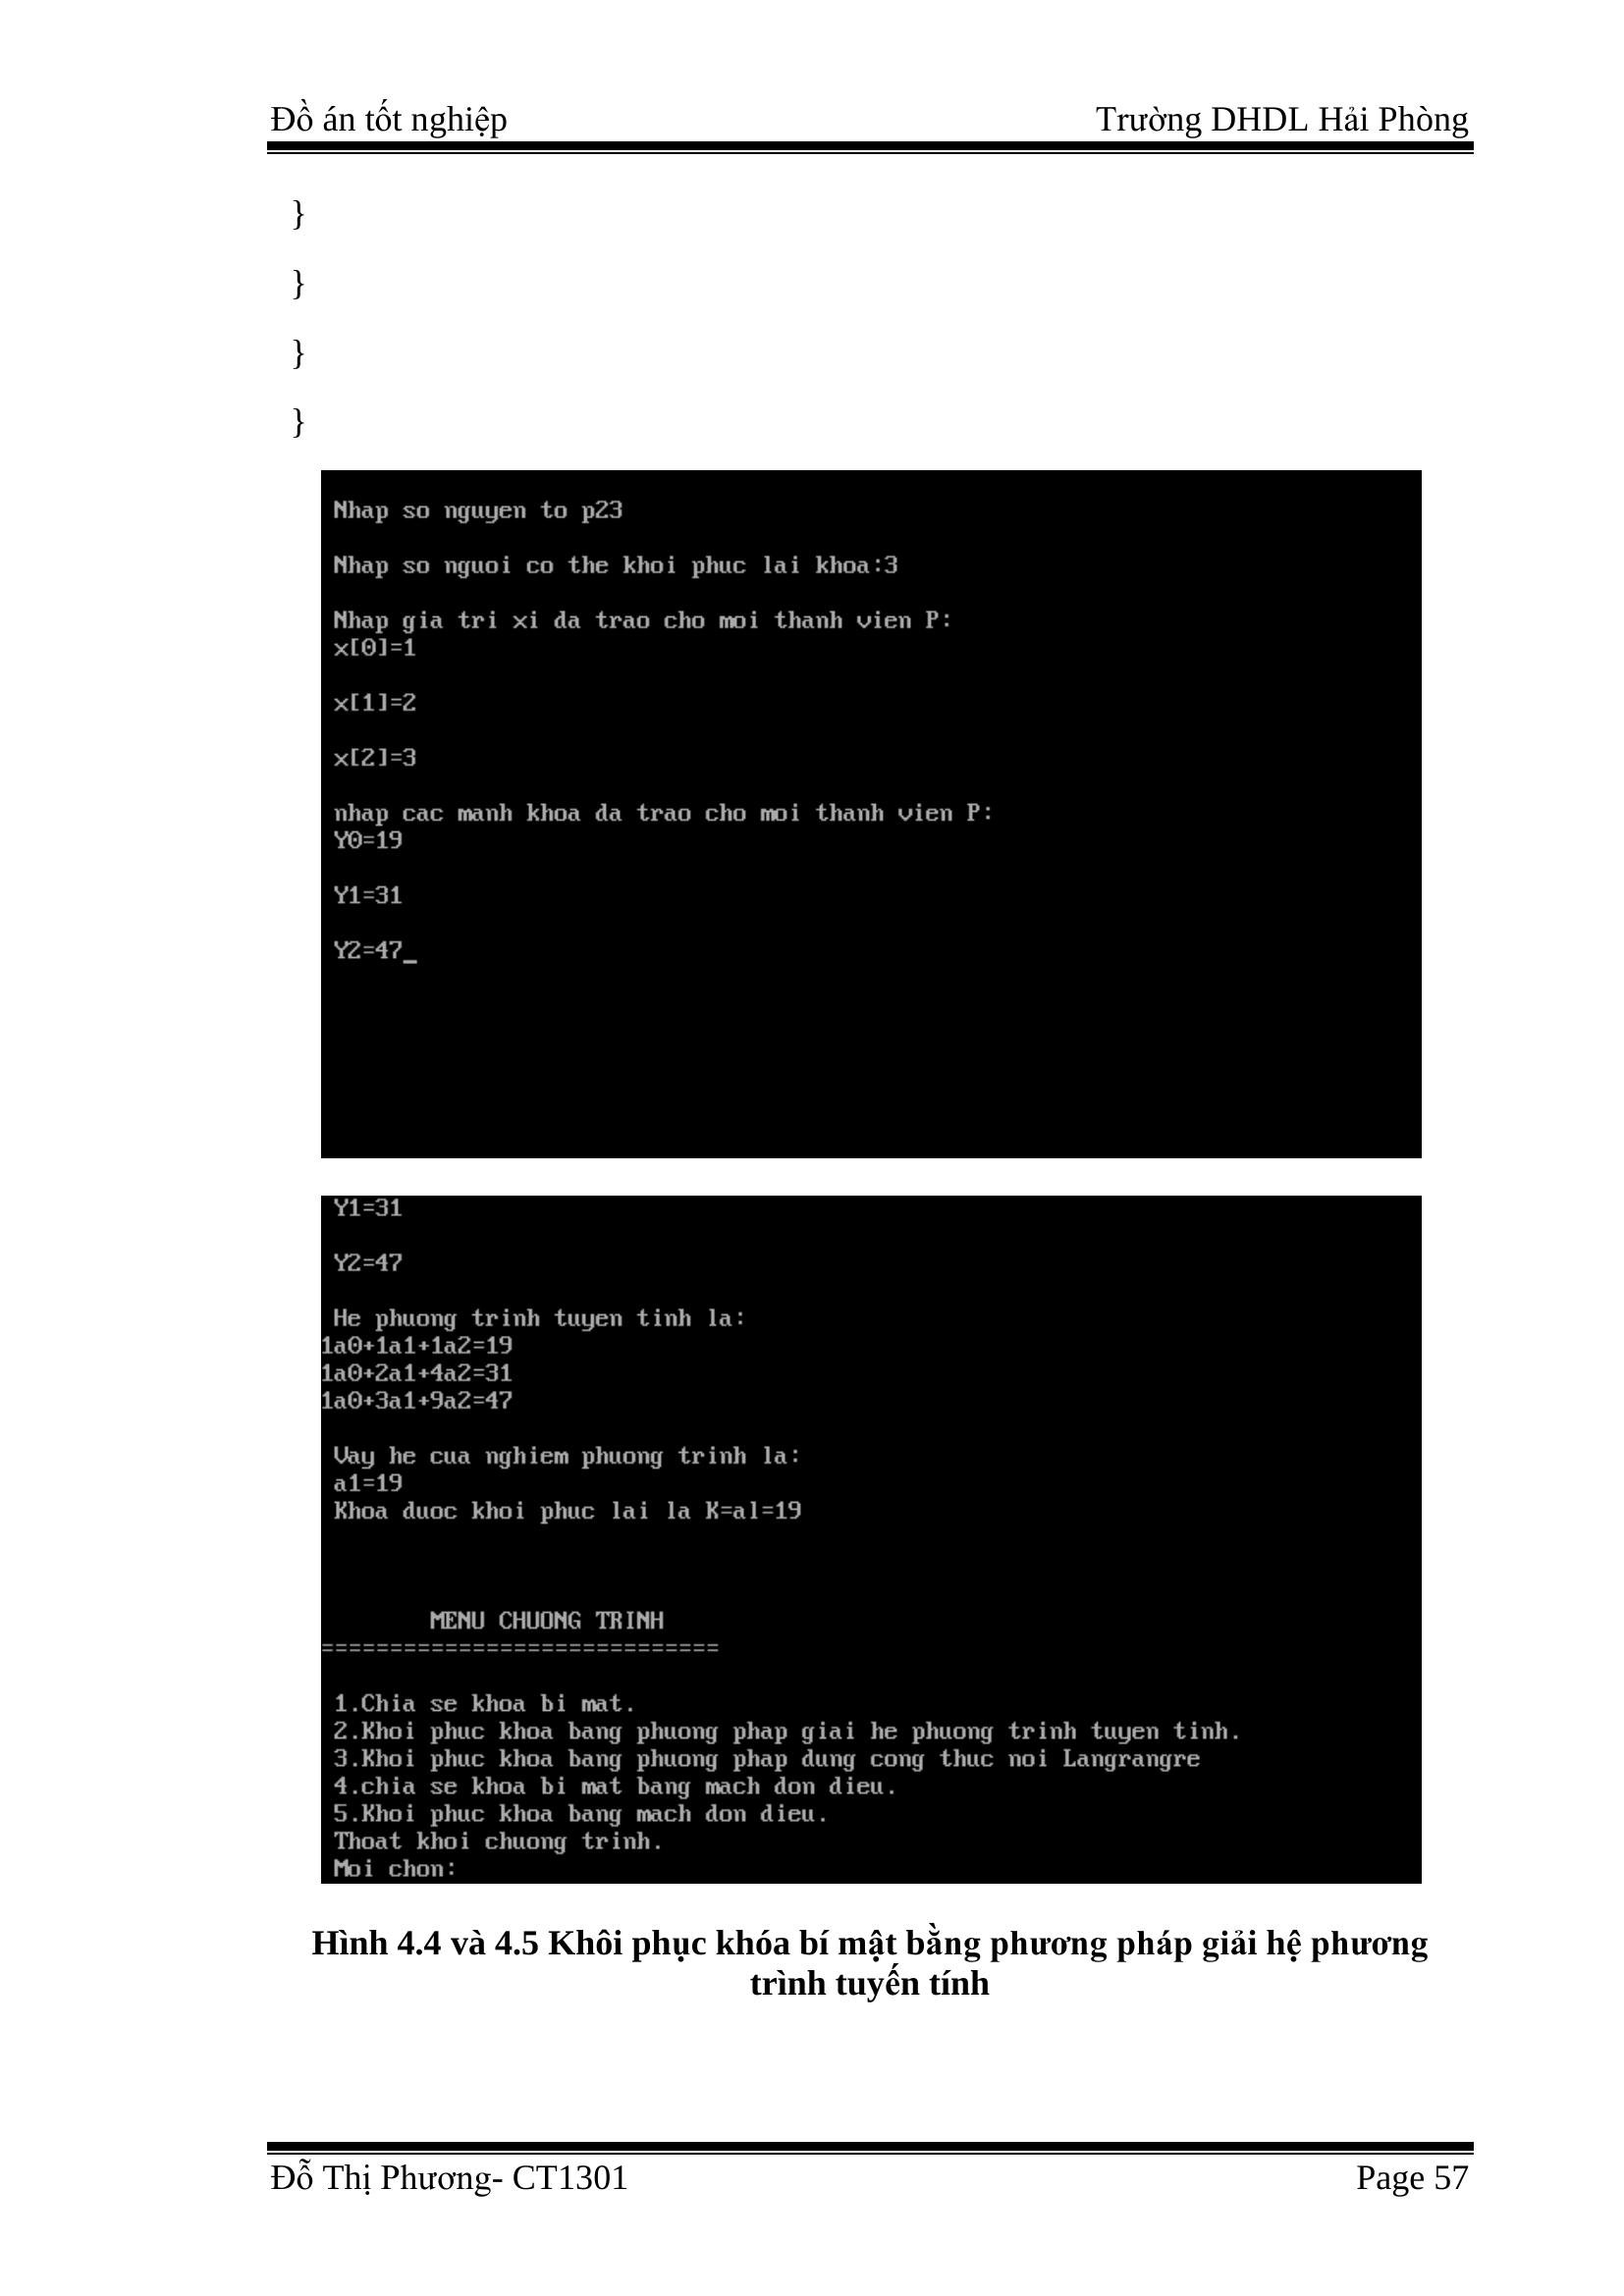 Đồ án tốt nghiệp Trường DHDL Hải Phòng
}
}
}
}
Nhap so nguyen to p23
Nhap so nguoi co the khoi phuc lai khoa:3
Nhap gia tri xi da trao cho moi thanh vien P:
x[0]=1
x[1]=2
x[2]=3
nhap cac manh khoa da trao cho moi thanh vien P:
Y0=19
Y1=31
Y2=47_
Y1=31
Y2=47
He phuong trinh tuyen tinh la:
1a0+1a1+1a2=19
1a0+2a1+4a2=31
1a0+3a1+9a2=47
Vay he cua nghiem phuong trinh la:
a1=19
Khoa duoc khoi phuc lai la K=al=19
MENU CHUONG TRINH
=============================
1.Chia se khoa bi mat.
2.Khoi phuc khoa bang phuong phap giai he phuong trinh tuyen tinh.
3.Khoi phuc khoa bang phuong phap dung cong thuc noi Langrangre
4.chia se khoa bi mat bang mach don dieu.
5.Khoi phuc khoa bang mach don dieu.
Thoat khoi chuong trinh.
Moi chon:
Hình 4.4 và 4.5 Khôi phục khóa bí mật bằng phương pháp giải hệ phương
trình tuyến tính
Đỗ Thị Phương- CT1301 Page 57